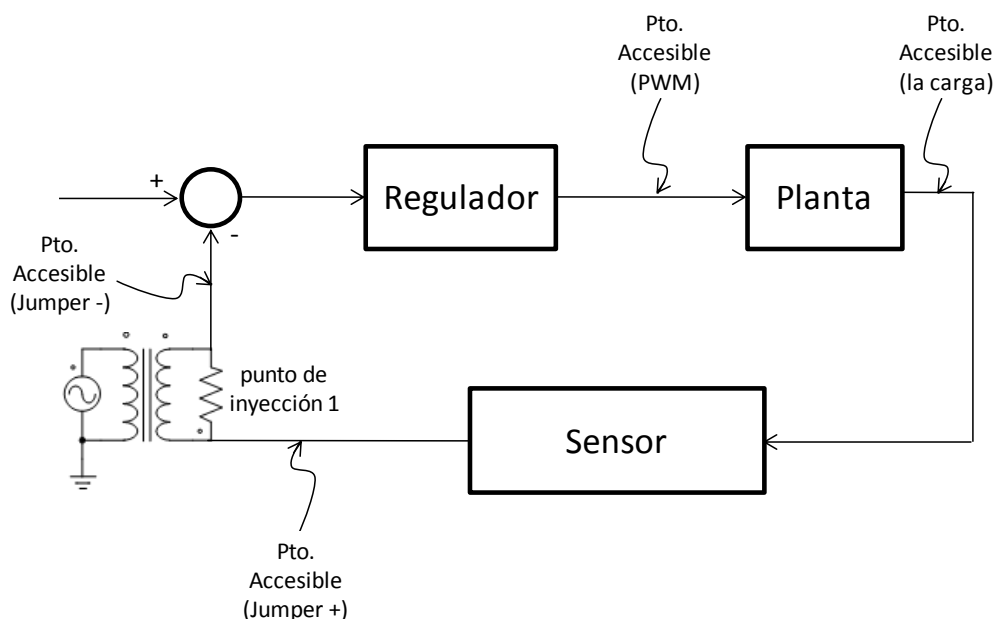 Pto.
Accesible
(PWM)
Pto.
Accesible
(la carga)
+
-
Regulador
Planta
Pto.
Accesible
(Jumper -)
punto de
inyección 1
Sensor
Pto.
Accesible
(Jumper +)